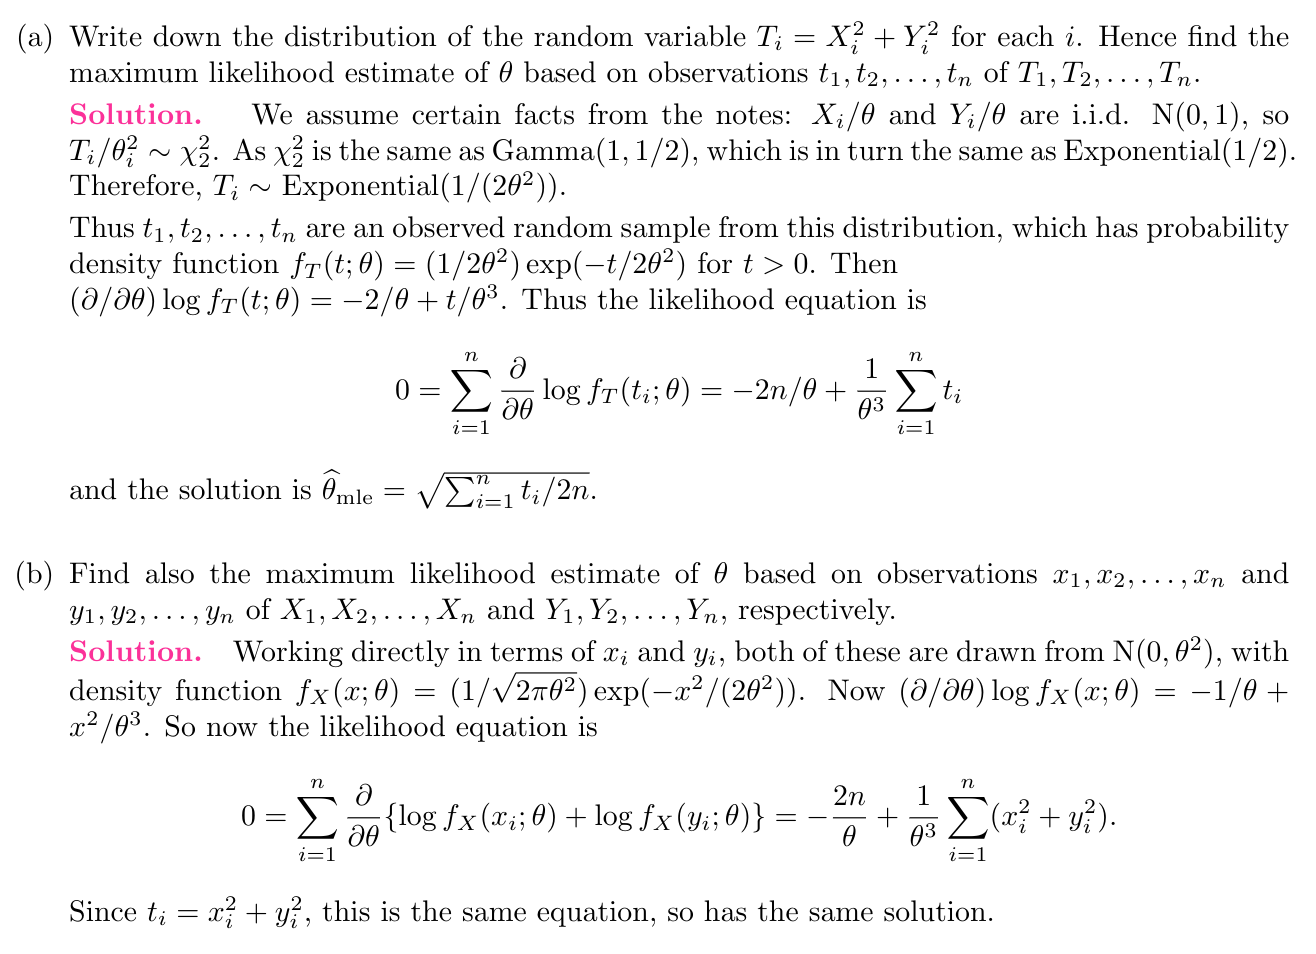 (a) Write down the distribution of the random variable $T_i = X_i^2 + Y_i^2$ for each $i$. Hence find the
maximum likelihood estimate of $\theta$ based on observations $t_1, t_2, \ldots, t_n$ of $T_1, T_2, \ldots, T_n$.
Solution. We assume certain facts from the notes: $X_i/\theta$ and $Y_i/\theta$ are i.i.d. N(0, 1), so
$T_i/\theta_i^2 \sim \chi_2^2$. As $\chi_2^2$ is the same as Gamma(1, 1/2), which is in turn the same as Exponential(1/2).
Therefore, $T_i \sim$ Exponential$(1/(2\theta^2))$.
Thus $t_1, t_2, \ldots, t_n$ are an observed random sample from this distribution, which has probability
density function $f_T(t; \theta) = (1/2\theta^2) \exp(-t/2\theta^2)$ for $t > 0$. Then
$(\partial/\partial\theta) \log f_T(t; \theta) = -2/\theta + t/\theta^3$. Thus the likelihood equation is
$0 = \sum_{i=1}^{n} \frac{\partial}{\partial\theta} \log f_T(t_i; \theta) = -2n/\theta + \frac{1}{\theta^3} \sum_{i=1}^{n} t_i$
and the solution is $\widehat{\theta}_{\text{mle}} = \sqrt{\sum_{i=1}^{n} t_i/2n}$.
(b) Find also the maximum likelihood estimate of $\theta$ based on observations $x_1, x_2, \ldots, x_n$ and
$y_1, y_2, \ldots, y_n$ of $X_1, X_2, \ldots, X_n$ and $Y_1, Y_2, \ldots, Y_n$, respectively.
Solution. Working directly in terms of $x_i$ and $y_i$, both of these are drawn from N$(0, \theta^2)$, with
density function $f_X(x; \theta) = (1/\sqrt{2\pi\theta^2}) \exp(-x^2/(2\theta^2))$. Now $(\partial/\partial\theta) \log f_X(x; \theta) = -1/\theta +$
$x^2/\theta^3$. So now the likelihood equation is
$0 = \sum_{i=1}^{n} \frac{\partial}{\partial\theta} \{\log f_X(x_i; \theta) + \log f_X(y_i; \theta)\} = -\frac{2n}{\theta} + \frac{1}{\theta^3} \sum_{i=1}^{n} (x_i^2 + y_i^2).$
Since $t_i = x_i^2 + y_i^2$, this is the same equation, so has the same solution.